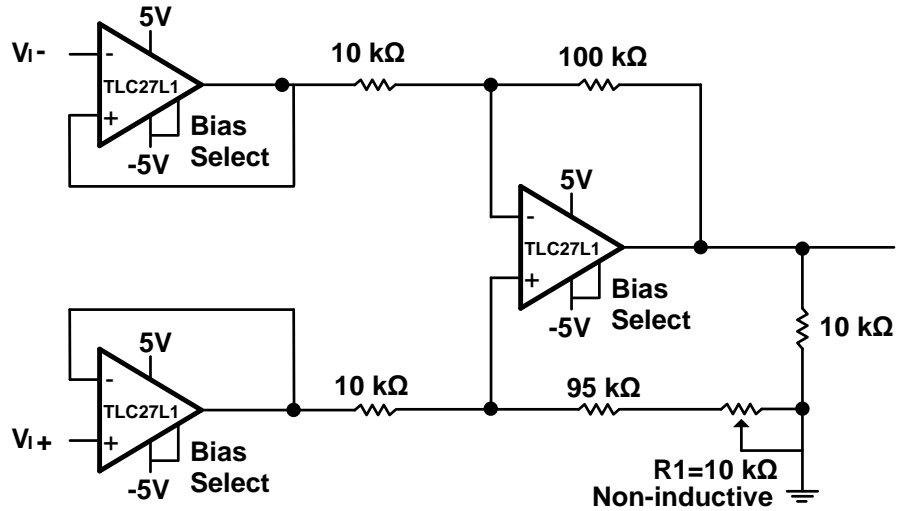 5V
VI-
-
TLC27L1
+
-5V
Bias
Select
10 kΩ
100 kΩ
5V
-
TLC27L1
+
-5V
Bias
Select
10 kΩ
5V
-
TLC27L1
VI+
+
-5V
Bias
Select
10 kΩ
95 kΩ
R1=10 kΩ
Non-inductive